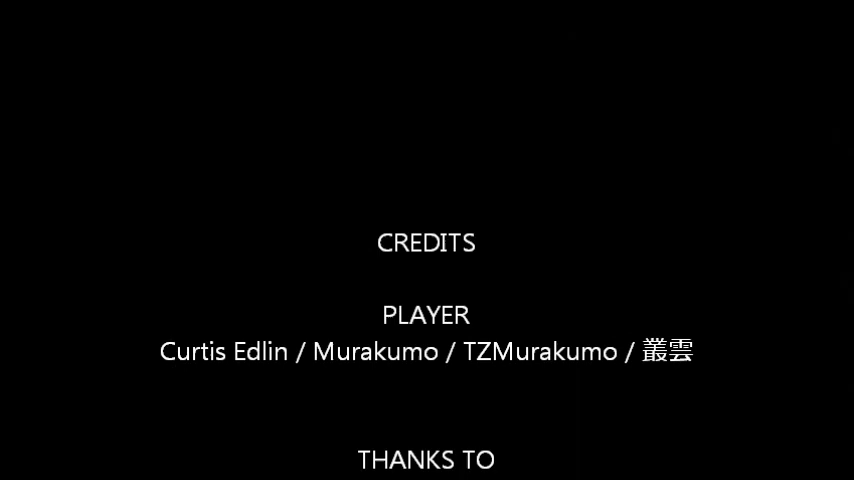 CREDITS
PLAYER
Curtis Edlin / Murakumo / TZMurakumo / 叢雲
THANKS TO